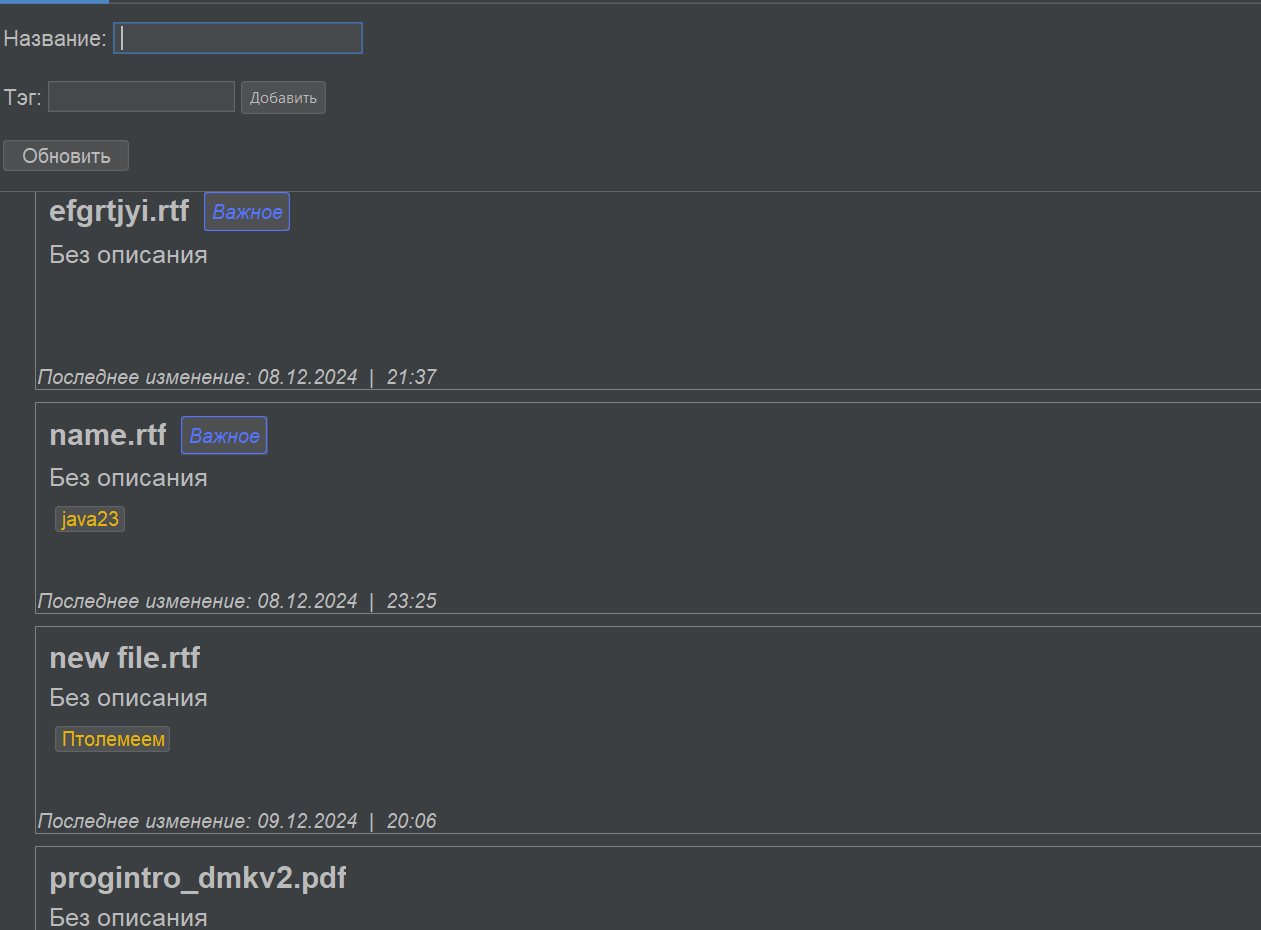 Название:
Тэг: Добавить
Обновить
efgrtjyi.rtf Важное
Без описания
Последнее изменение: 08.12.2024 | 21:37
name.rtf Важное
Без описания
java23
Последнее изменение: 08.12.2024 | 23:25
new file.rtf
Без описания
Птолемеем
Последнее изменение: 09.12.2024 | 20:06
progintro_dmkv2.pdf
Без описания